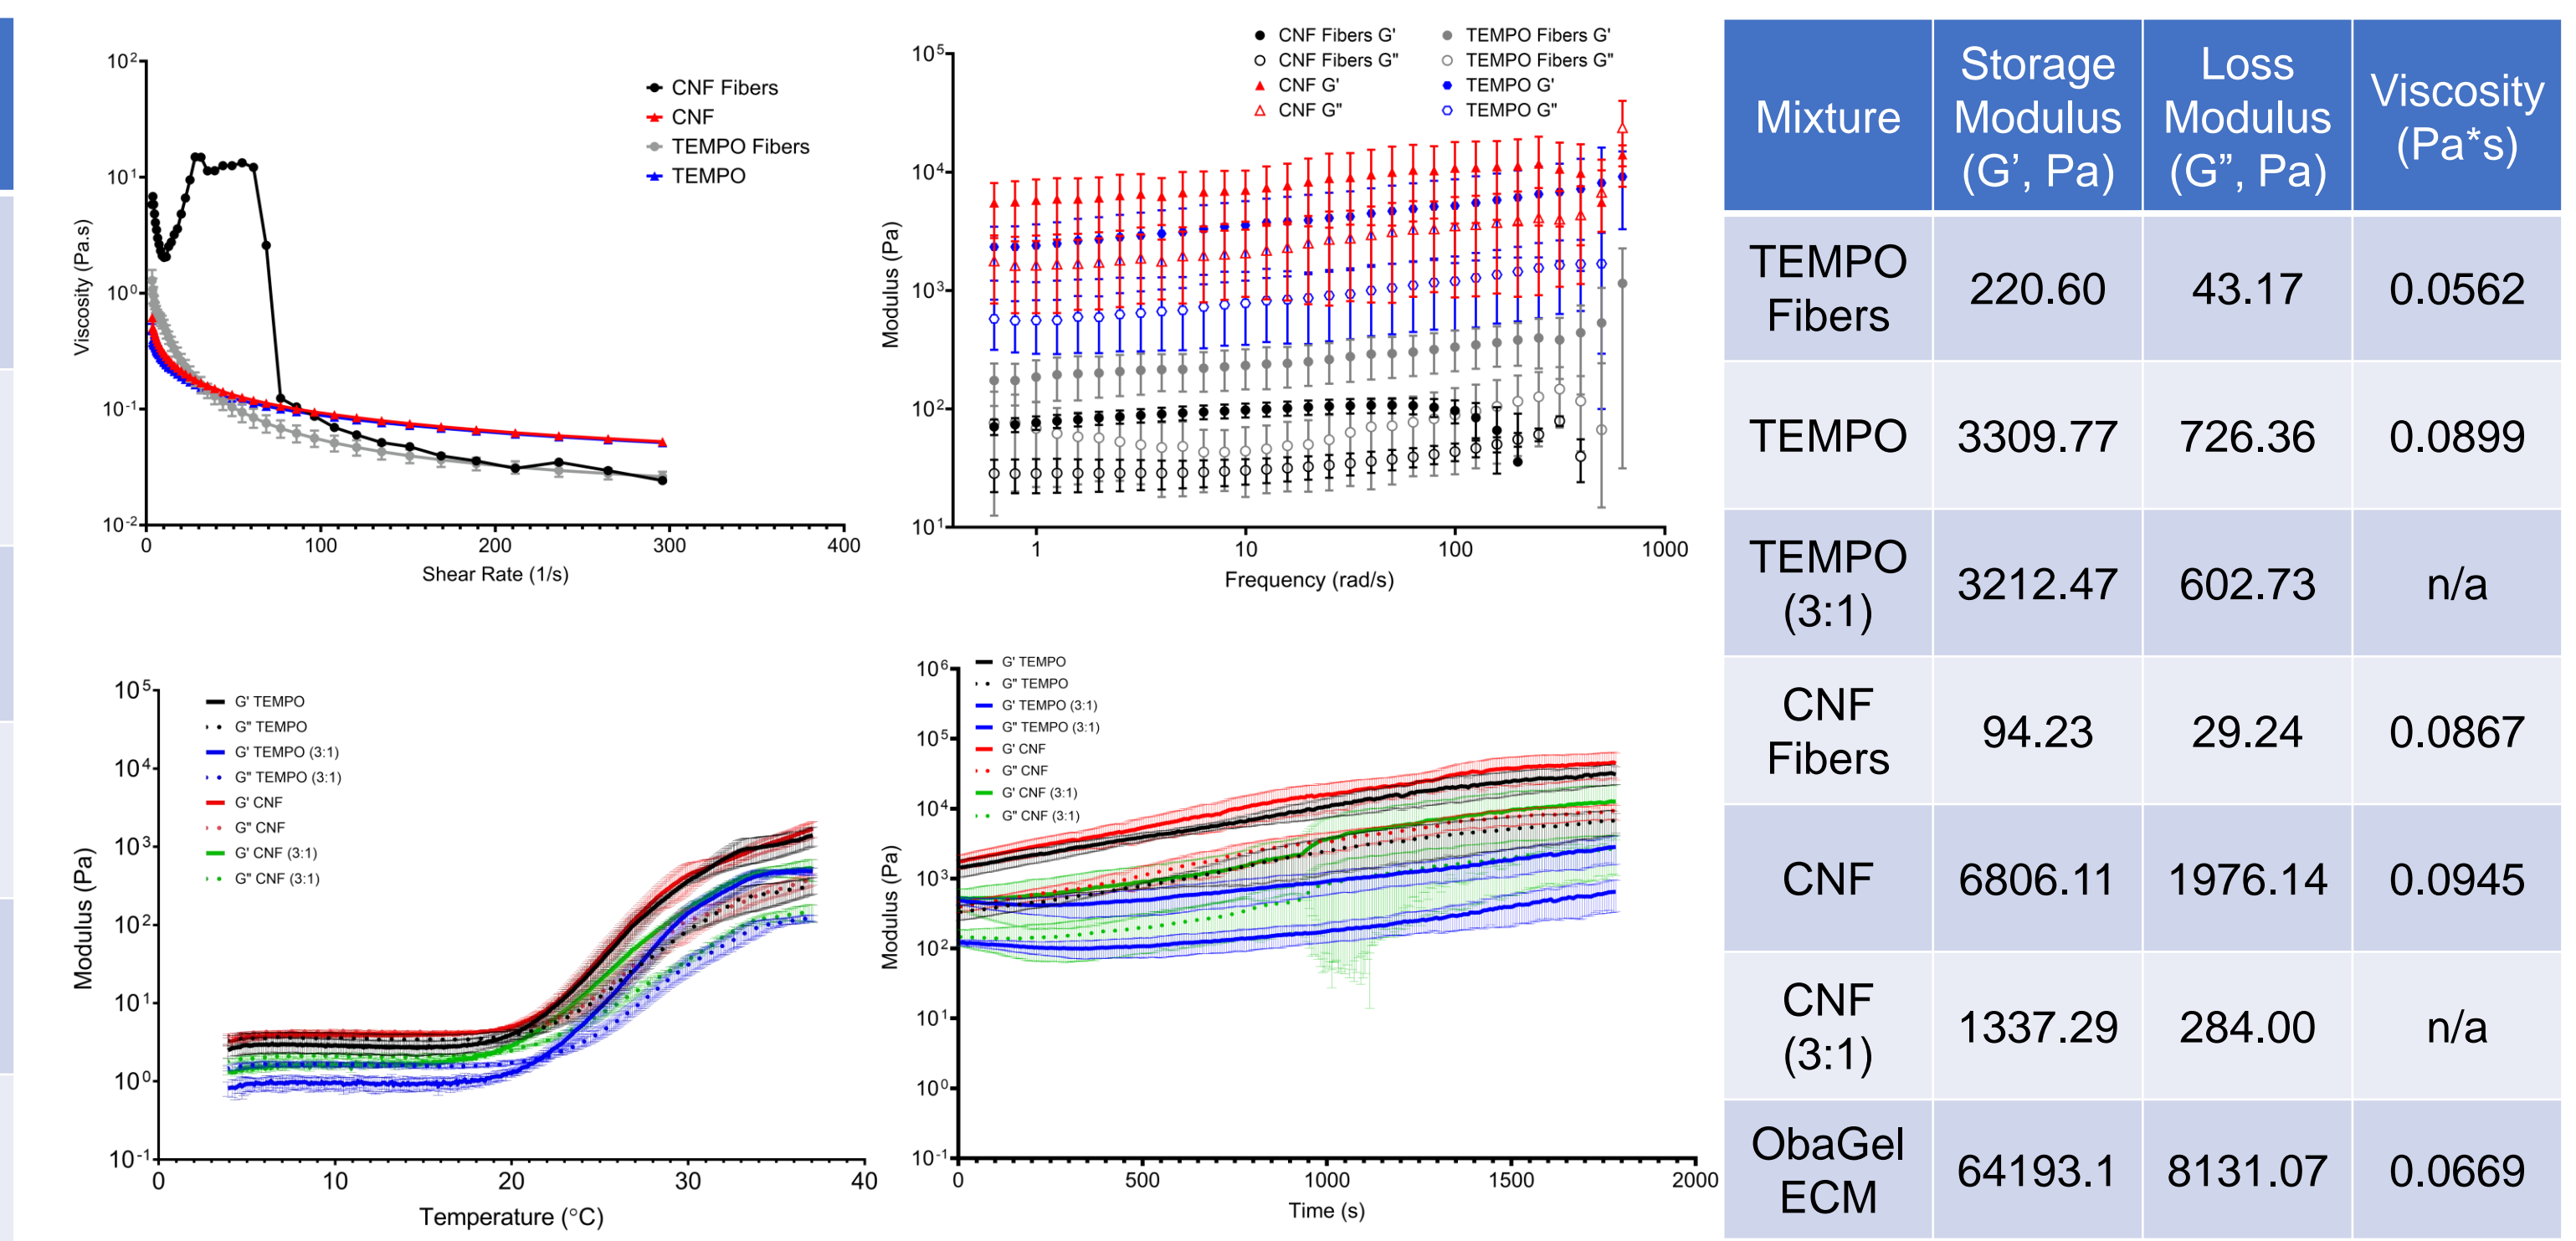 10²
10¹
10⁰
10⁻¹
10⁻²
Viscosity (Pa.s)
CNF Fibers
CNF
TEMPO Fibers
TEMPO
0
100
200
300
400
Shear Rate (1/s)
10⁵
10⁴
10³
10²
10¹
Modulus (Pa)
CNF Fibers G'
CNF Fibers G"
CNF G'
CNF G"
TEMPO Fibers G'
TEMPO Fibers G"
TEMPO G'
TEMPO G"
1
10
100
1000
Frequency (rad/s)
10⁵
10⁴
10³
10²
10¹
10⁰
10⁻¹
Modulus (Pa)
G' TEMPO
G" TEMPO
G' TEMPO (3:1)
G" TEMPO (3:1)
G' CNF
G" CNF
G' CNF (3:1)
G" CNF (3:1)
0
10
20
30
40
Temperature (°C)
10⁶
10⁵
10⁴
10³
10²
10¹
10⁰
10⁻¹
Modulus (Pa)
G' TEMPO
G" TEMPO
G' TEMPO (3:1)
G" TEMPO (3:1)
G' CNF
G" CNF
G' CNF (3:1)
G" CNF (3:1)
0
500
1000
1500
2000
Time (s)
Mixture
Storage
Modulus
(G’, Pa)
Loss
Modulus
(G”, Pa)
Viscosity
(Pa*s)
TEMPO
Fibers
220.60
43.17
0.0562
TEMPO
3309.77
726.36
0.0899
TEMPO
(3:1)
3212.47
602.73
n/a
CNF
Fibers
94.23
29.24
0.0867
CNF
6806.11
1976.14
0.0945
CNF
(3:1)
1337.29
284.00
n/a
ObaGel
ECM
64193.1
8131.07
0.0669